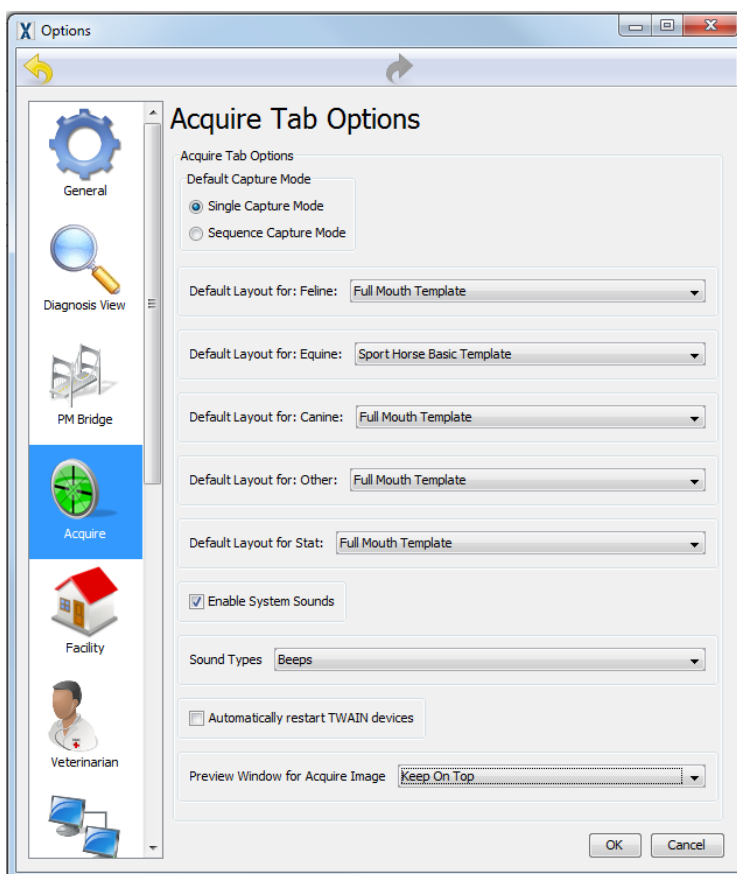 Options
General
Diagnosis View
PM Bridge
Acquire
Facility
Veterinarian
Acquire Tab Options
Acquire Tab Options
Default Capture Mode
Single Capture Mode
Sequence Capture Mode
Default Layout for: Feline: Full Mouth Template
Default Layout for: Equine: Sport Horse Basic Template
Default Layout for: Canine: Full Mouth Template
Default Layout for: Other: Full Mouth Template
Default Layout for Stat: Full Mouth Template
Enable System Sounds
Sound Types Beeps
Automatically restart TWAIN devices
Preview Window for Acquire Image Keep On Top
OK Cancel